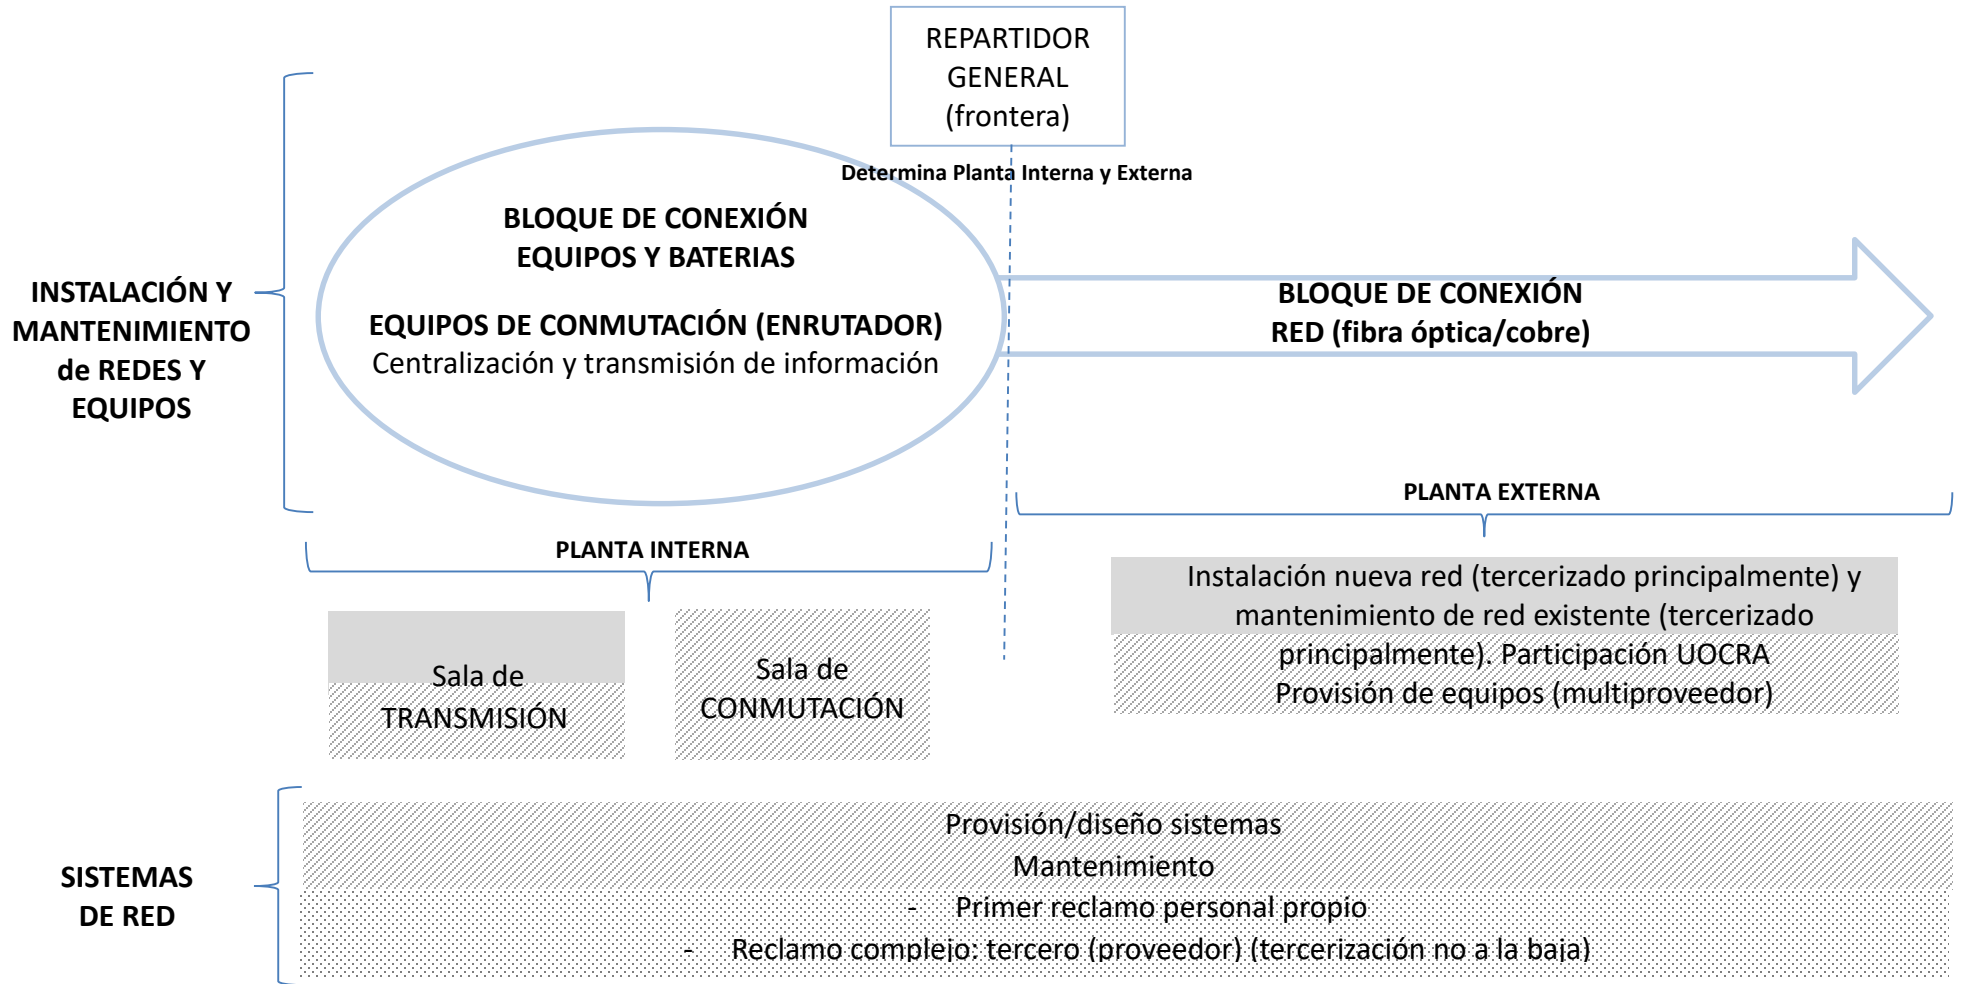 REPARTIDOR
GENERAL
(frontera)
Determina Planta Interna y Externa
BLOQUE DE CONEXIÓN
EQUIPOS Y BATERIAS
EQUIPOS DE CONMUTACIÓN (ENRUTADOR)
Centralización y transmisión de información
INSTALACIÓN Y
MANTENIMIENTO
de REDES Y
EQUIPOS
BLOQUE DE CONEXIÓN
RED (fibra óptica/cobre)
PLANTA EXTERNA
PLANTA INTERNA
Instalación nueva red (tercerizado principalmente) y
mantenimiento de red existente (tercerizado
principalmente). Participación UOCRA
Provisión de equipos (multiproveedor)
Sala de
TRANSMISIÓN
Sala de
CONMUTACIÓN
SISTEMAS
DE RED
Provisión/diseño sistemas
Mantenimiento
- Primer reclamo personal propio
- Reclamo complejo: tercero (proveedor) (tercerización no a la baja)